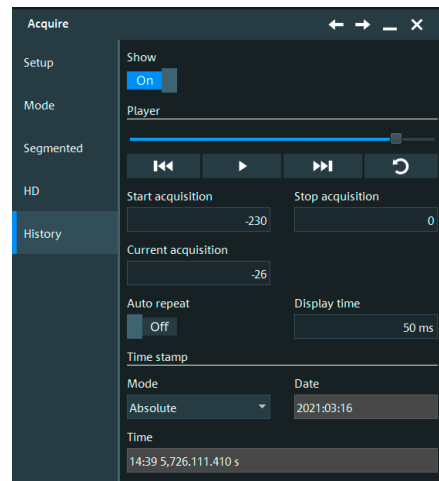 Acquire
Setup
Mode
Segmented
HD
History
Show
On
Player
Start acquisition
Stop acquisition
-230
0
Current acquisition
-26
Auto repeat
Display time
Off
50 ms
Time stamp
Mode
Date
Absolute
2021:03:16
Time
14:39 5,726.111.410 s